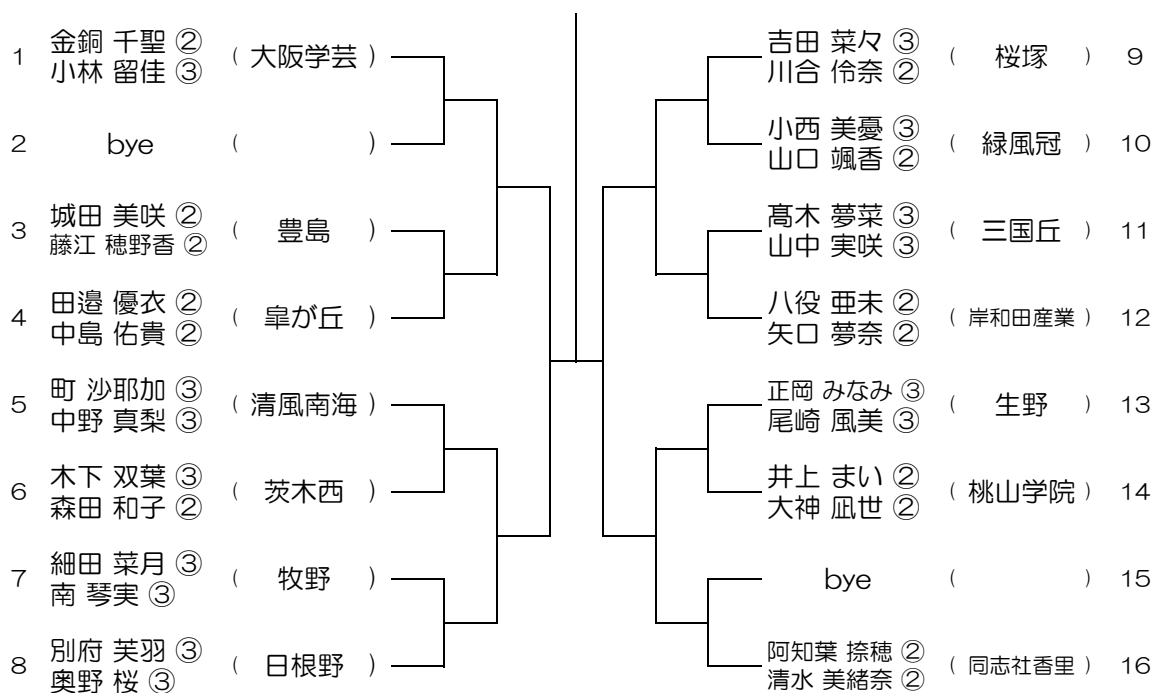 1 金銅 千聖 ② ( 大阪学芸 )
小林 留佳 ③
2 bye ( )
3 城田 美咲 ② ( 豊島 )
藤江 穂野香 ②
4 田邉 優衣 ② ( 皐が丘 )
中島 佑貴 ②
5 町 沙耶加 ③ ( 清風南海 )
中野 真梨 ③
6 木下 双葉 ③ ( 茨木西 )
森田 和子 ②
7 細田 菜月 ③ ( 牧野 )
南 琴実 ③
8 別府 芙羽 ③ ( 日根野 )
奥野 桜 ③
吉田 菜々 ③ ( 桜塚 ) 9
川合 伶奈 ②
小西 美憂 ③ ( 緑風冠 ) 10
山口 颯香 ②
髙木 夢菜 ③ ( 三国丘 ) 11
山中 実咲 ③
八役 亜未 ② ( 岸和田産業 ) 12
矢口 夢奈 ②
正岡 みなみ ③ ( 生野 ) 13
尾崎 風美 ③
井上 まい ② ( 桃山学院 ) 14
大神 凪世 ②
bye ( ) 15
阿知葉 捺穂 ② ( 同志社香里 ) 16
清水 美緒奈 ②